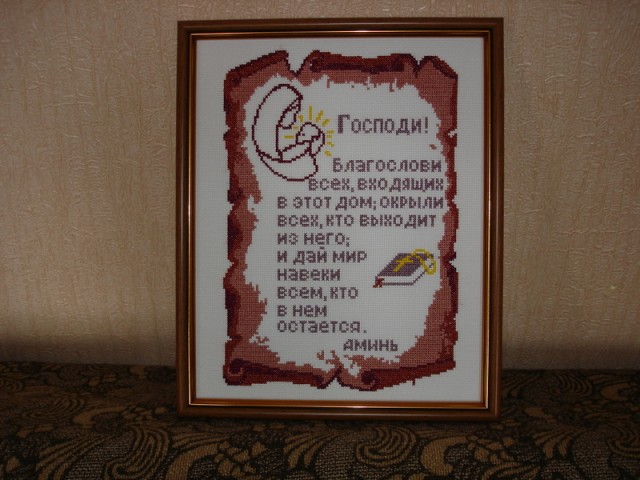 Господи!
Благослови
всех, входящих
в этот дом; окрыли
всех, кто выходит
из него;
и дай мир
навеки
всем, кто
в нем
остается.
аминь